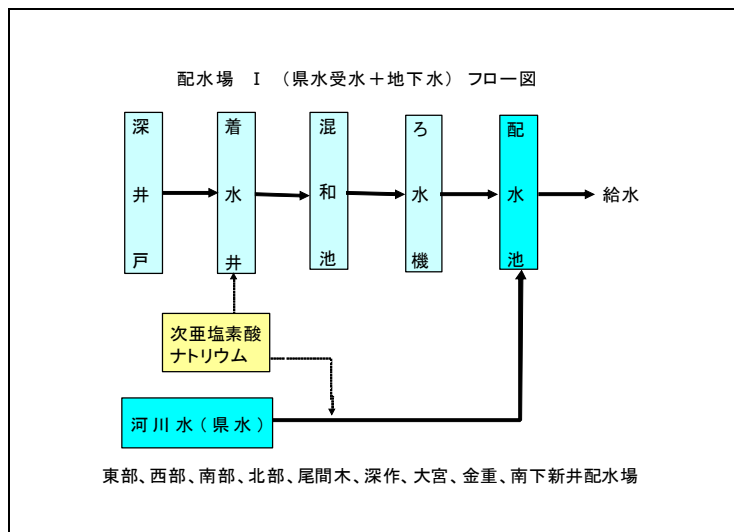 配水場 Ⅰ （県水受水＋地下水） フロー図
深井戸
着水井
混和池
ろ水機
配水池
給水
次亜塩素酸
ナトリウム
河川水（県水）
東部、西部、南部、北部、尾間木、深作、大宮、金重、南下新井配水場